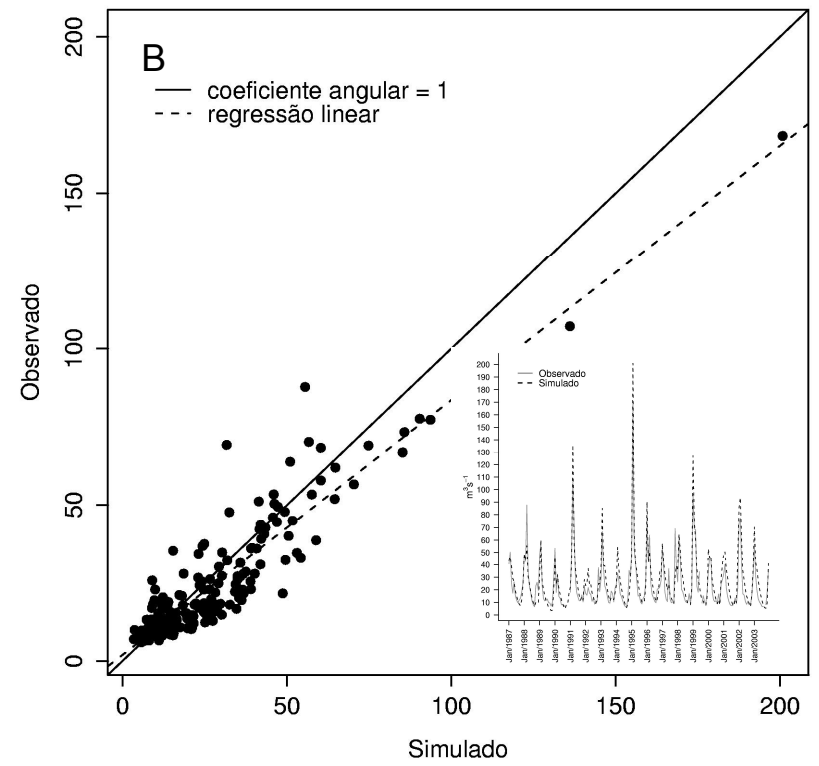 B
coeficiente angular = 1
regressão linear
Observado
200
150
100
50
0
0
50
100
150
200
Simulado
Observado
Simulado
m³s⁻¹
200
190
180
170
160
150
140
130
120
110
100
90
80
70
60
50
40
30
20
10
0
Jan/1987
Jan/1988
Jan/1989
Jan/1990
Jan/1991
Jan/1992
Jan/1993
Jan/1994
Jan/1995
Jan/1996
Jan/1997
Jan/1998
Jan/1999
Jan/2000
Jan/2001
Jan/2002
Jan/2003